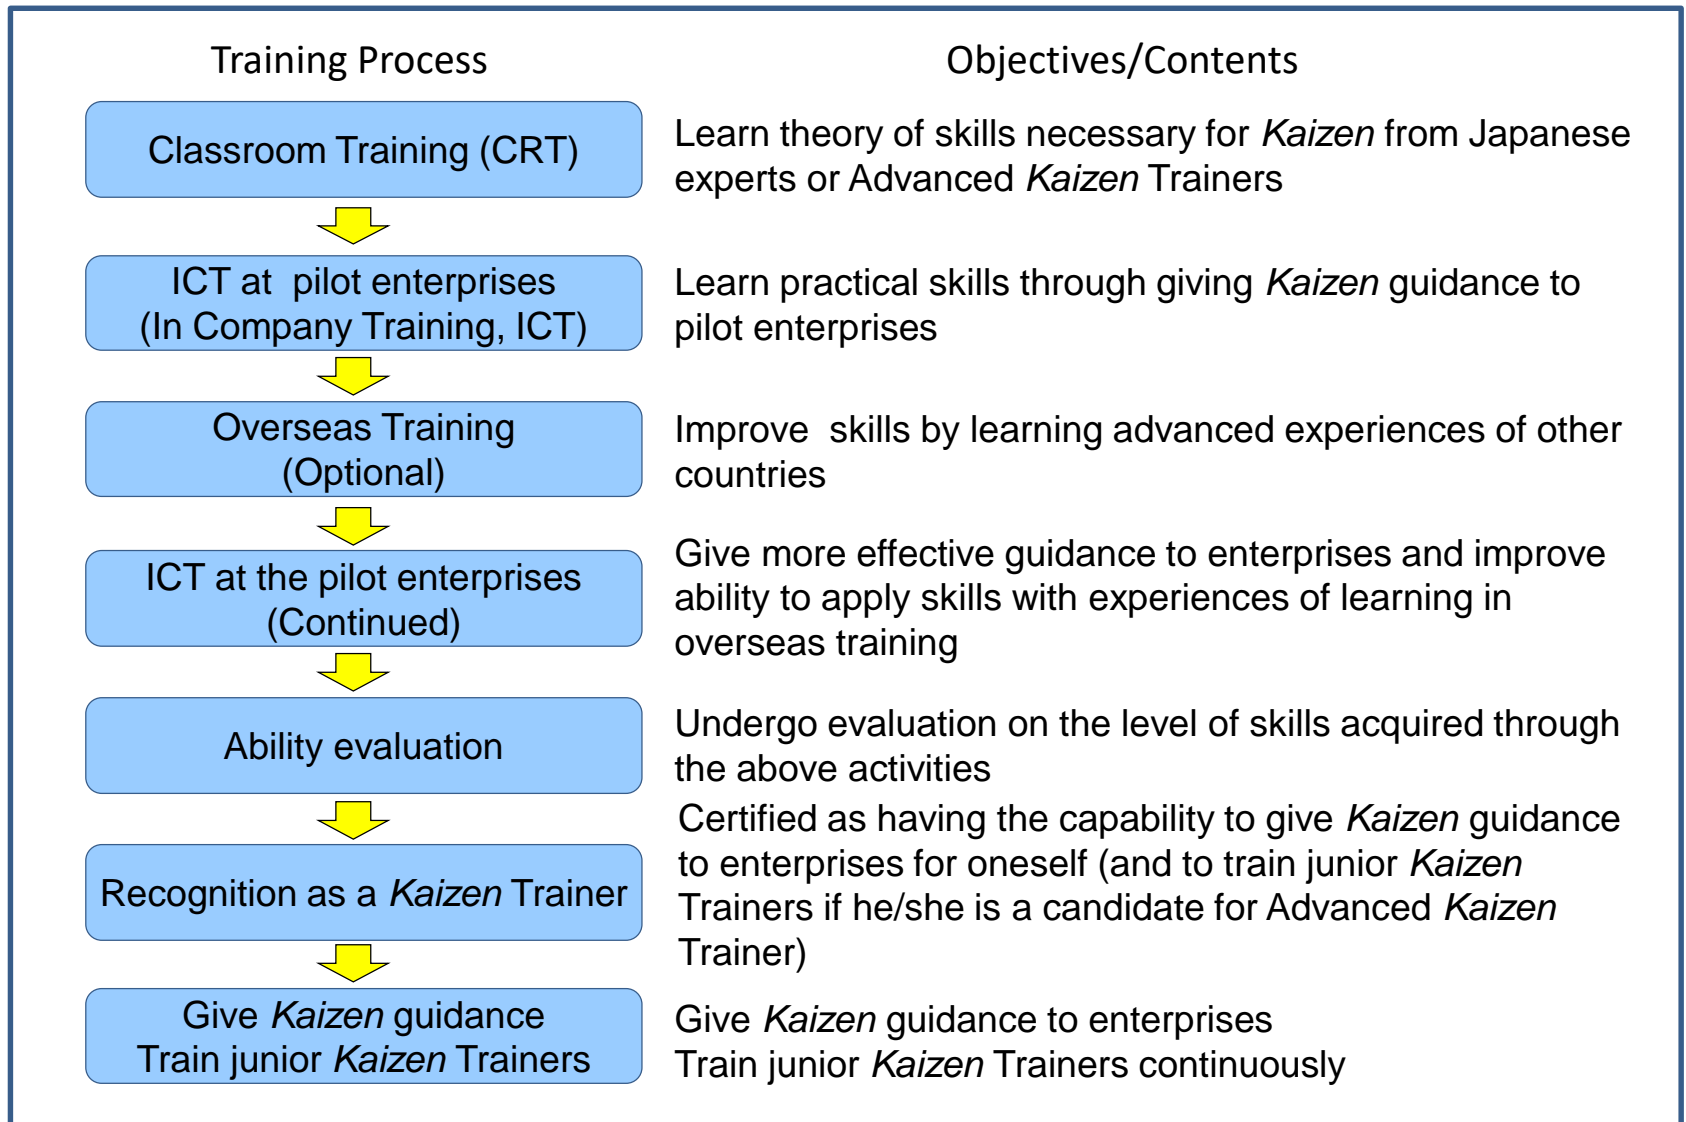 Training Process
Objectives/Contents
Classroom Training (CRT)
Learn theory of skills necessary for Kaizen from Japanese
experts or Advanced Kaizen Trainers
ICT at pilot enterprises
(In Company Training, ICT)
Learn practical skills through giving Kaizen guidance to
pilot enterprises
Overseas Training
(Optional)
Improve skills by learning advanced experiences of other
countries
ICT at the pilot enterprises
(Continued)
Give more effective guidance to enterprises and improve
ability to apply skills with experiences of learning in
overseas training
Ability evaluation
Undergo evaluation on the level of skills acquired through
the above activities
Recognition as a Kaizen Trainer
Certified as having the capability to give Kaizen guidance
to enterprises for oneself (and to train junior Kaizen
Trainers if he/she is a candidate for Advanced Kaizen
Trainer)
Give Kaizen guidance
Train junior Kaizen Trainers
Give Kaizen guidance to enterprises
Train junior Kaizen Trainers continuously